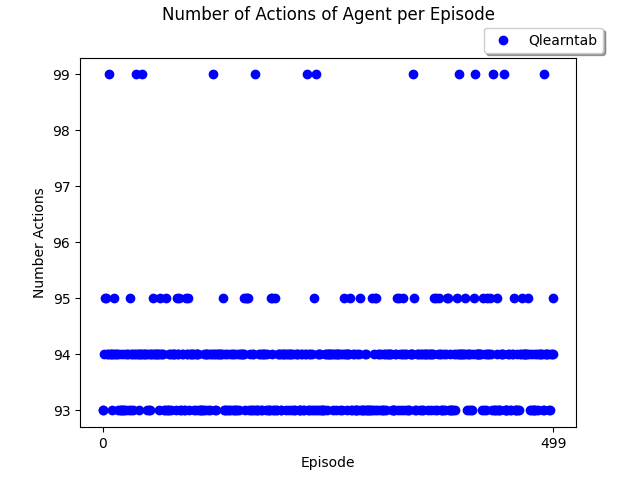 Number of Actions of Agent per Episode
Qlearntab
99
98
97
96
95
94
93
Number Actions
0
499
Episode